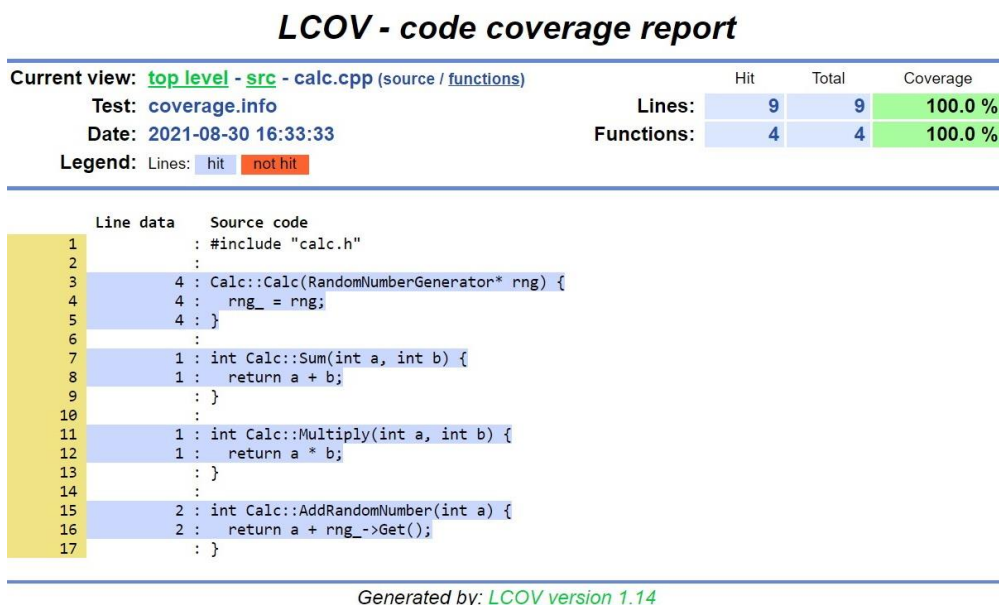 LCOV - code coverage report
Current view: top level - src - calc.cpp (source / functions) Hit Total Coverage
Test: coverage.info Lines: 9 9 100.0 %
Date: 2021-08-30 16:33:33 Functions: 4 4 100.0 %
Legend: Lines: hit not hit
Line data Source code
1 : #include "calc.h"
2 :
3 4 : Calc::Calc(RandomNumberGenerator* rng) {
4 4 : rng_ = rng;
5 4 : }
6 :
7 1 : int Calc::Sum(int a, int b) {
8 1 : return a + b;
9 : }
10 :
11 1 : int Calc::Multiply(int a, int b) {
12 1 : return a * b;
13 : }
14 :
15 2 : int Calc::AddRandomNumber(int a) {
16 2 : return a + rng_->Get();
17 : }
Generated by: LCOV version 1.14